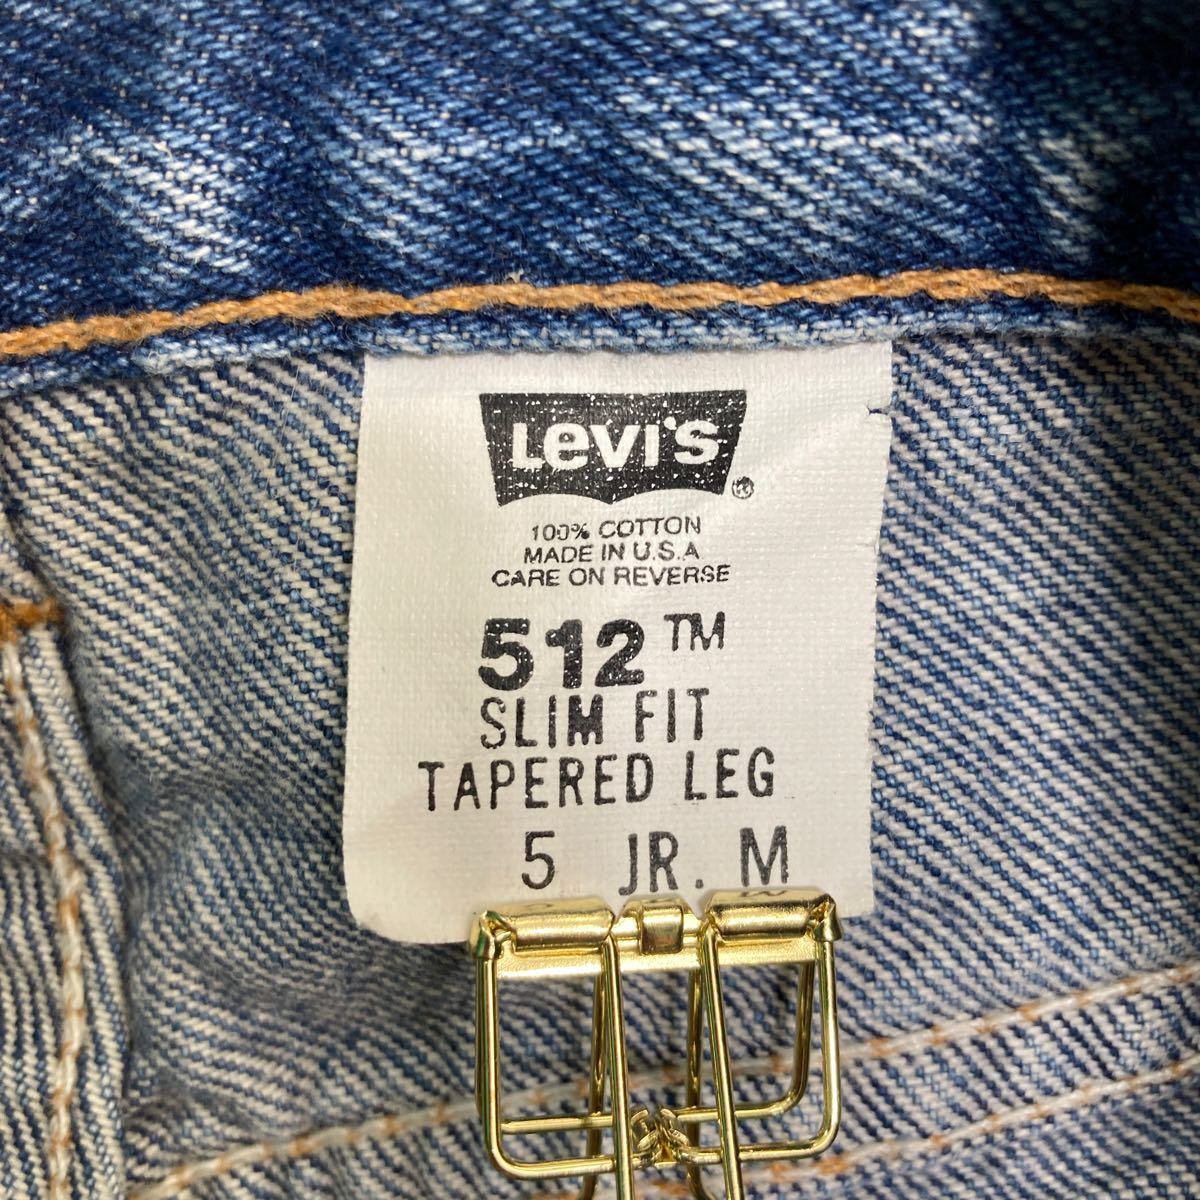 Levi's ®
100% COTTON
MADE IN U.S.A
CARE ON REVERSE
512™
SLIM FIT
TAPERED LEG
5 JR. M